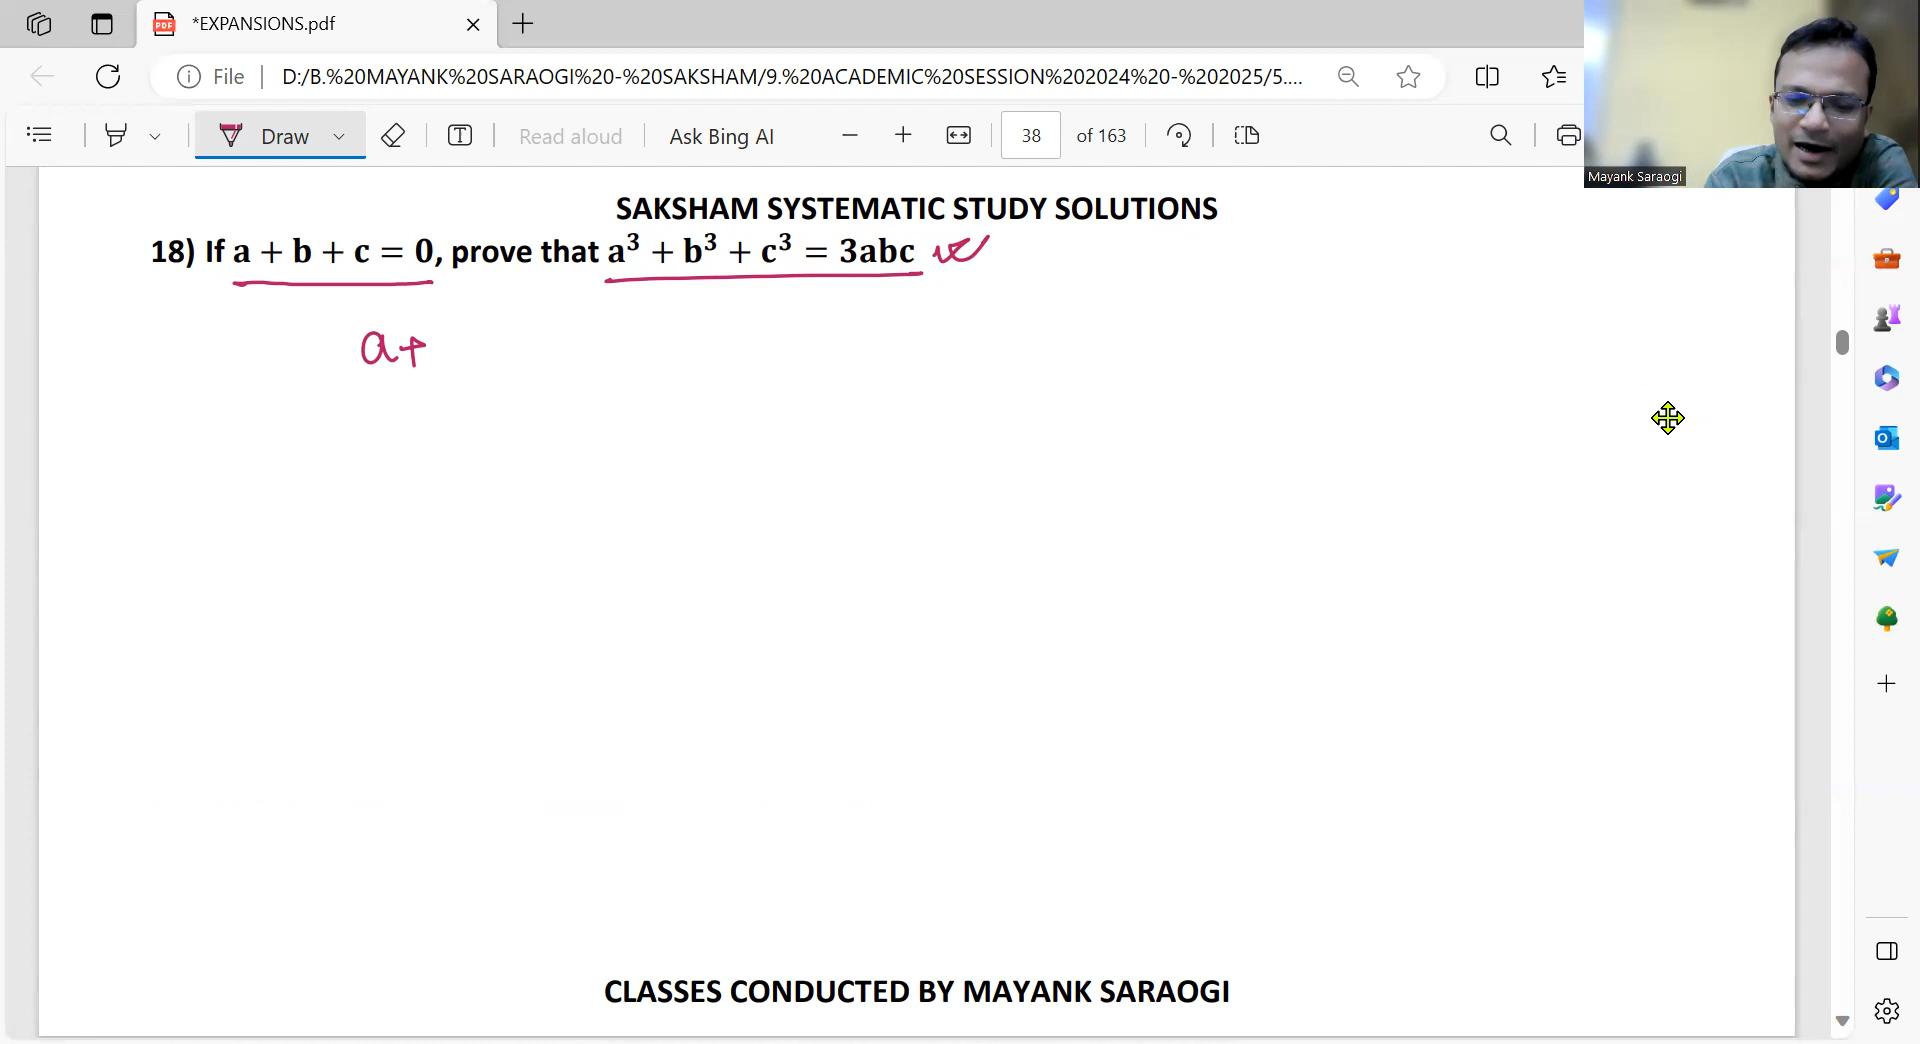 *EXPANSIONS.pdf
File
D:/B.%20MAYANK%20SARAOGI%20-%20SAKSHAM/9.%20ACADEMIC%20SESSION%202024%20-%202025/5....
Draw
Read aloud
Ask Bing AI
38 of 163
Mayank Saraogi
SAKSHAM SYSTEMATIC STUDY SOLUTIONS
18) If a + b + c = 0, prove that a³ + b³ + c³ = 3abc
a+
CLASSES CONDUCTED BY MAYANK SARAOGI